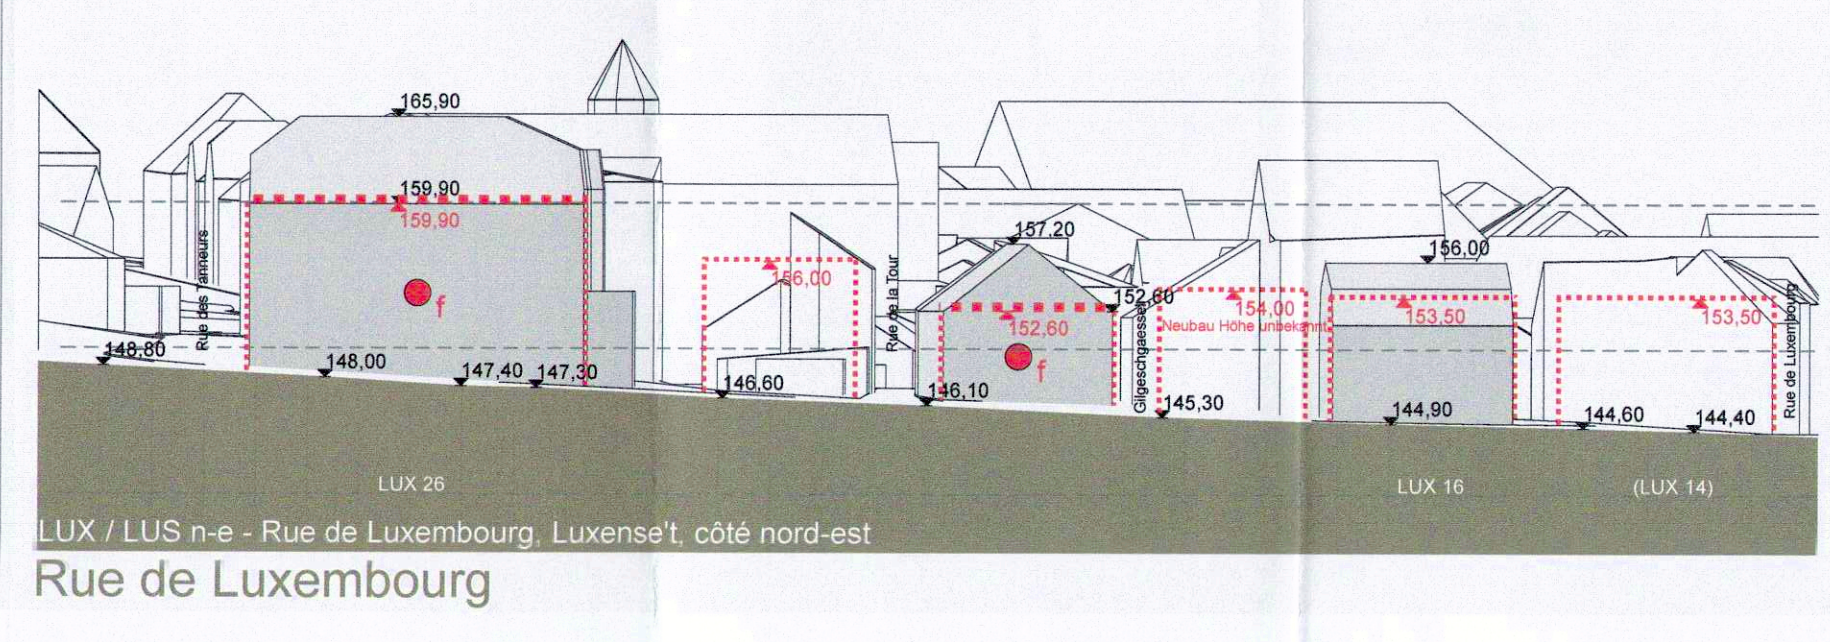 165,90
159,90
159,90
f
Rue des Tanneurs
148,80
148,00
147,40
147,30
156,00
146,60
Rue de la Tour
157,20
152,60
152,60
f
146,10
Gilgeschgaessel
154,00
Neubau Höhe unbekannt
145,30
156,00
153,50
144,90
153,50
144,60
144,40
Rue de Luxembourg
LUX 26
LUX 16
(LUX 14)
LUX / LUS n-e - Rue de Luxembourg, Luxense't, côté nord-est
Rue de Luxembourg